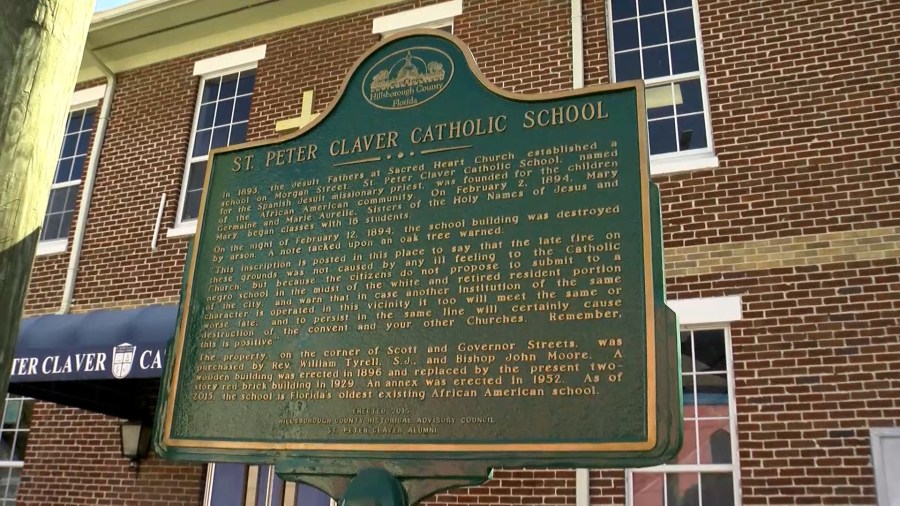 Hillsborough County
Florida
ST. PETER CLAVER CATHOLIC SCHOOL
In 1893, the Jesuit Fathers at Sacred Heart Church established a
school on Morgan Street. St. Peter Claver Catholic School, named
for the Spanish Jesuit missionary priest, was founded for the children
of the African American community. On February 2, 1894, Mary
Germaine and Marie Aurelie, Sisters of the Holy Names of Jesus and
Mary, began classes with 16 students.
On the night of February 12, 1894, the school building was destroyed
by arson. A note tacked upon an oak tree warned:
"This inscription is posted in this place to say that the late fire on
these grounds was not caused by any ill feeling to the Catholic
Church, but because the citizens do not propose to submit to a
negro school in the midst of the white and retired resident portion
of the city, and warn that in case another institution of the same
character is operated in this vicinity it too will meet the same or
worse fate, and to persist in the same line will certainly cause
destruction of the convent and your other Churches. Remember,
this is positive."
The property, on the corner of Scott and Governor Streets, was
purchased by Rev. William Tyrell, S.J., and Bishop John Moore. A
wooden building was erected in 1896 and replaced by the present two-
story red brick building in 1929. An annex was erected in 1952. As of
2015, the school is Florida's oldest existing African American school.
ERECTED 2015
HILLSBOROUGH COUNTY HISTORICAL ADVISORY COUNCIL
ST. PETER CLAVER ALUMNI
TER CLAVER CA